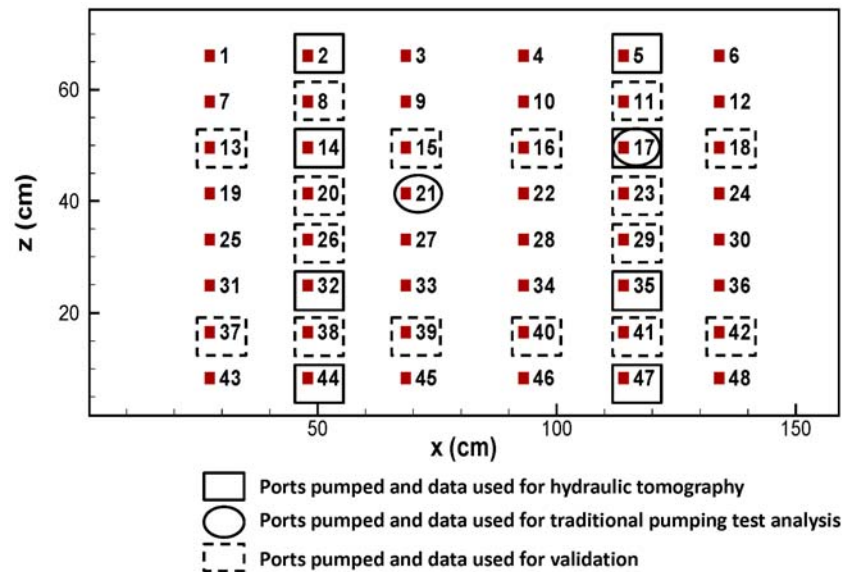 1 2 3 4 5 6
60
7 8 9 10 11 12
13 14 15 16 17 18
z (cm)
40
19 20 21 22 23 24
25 26 27 28 29 30
31 32 33 34 35 36
20
37 38 39 40 41 42
43 44 45 46 47 48
50 100 150
x (cm)
Ports pumped and data used for hydraulic tomography
Ports pumped and data used for traditional pumping test analysis
Ports pumped and data used for validation